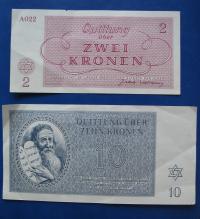 A022
2
Quittung
über
ZWEI
KRONEN
2
QUITTUNG ÜBER
ZEHN KRONEN
10
10